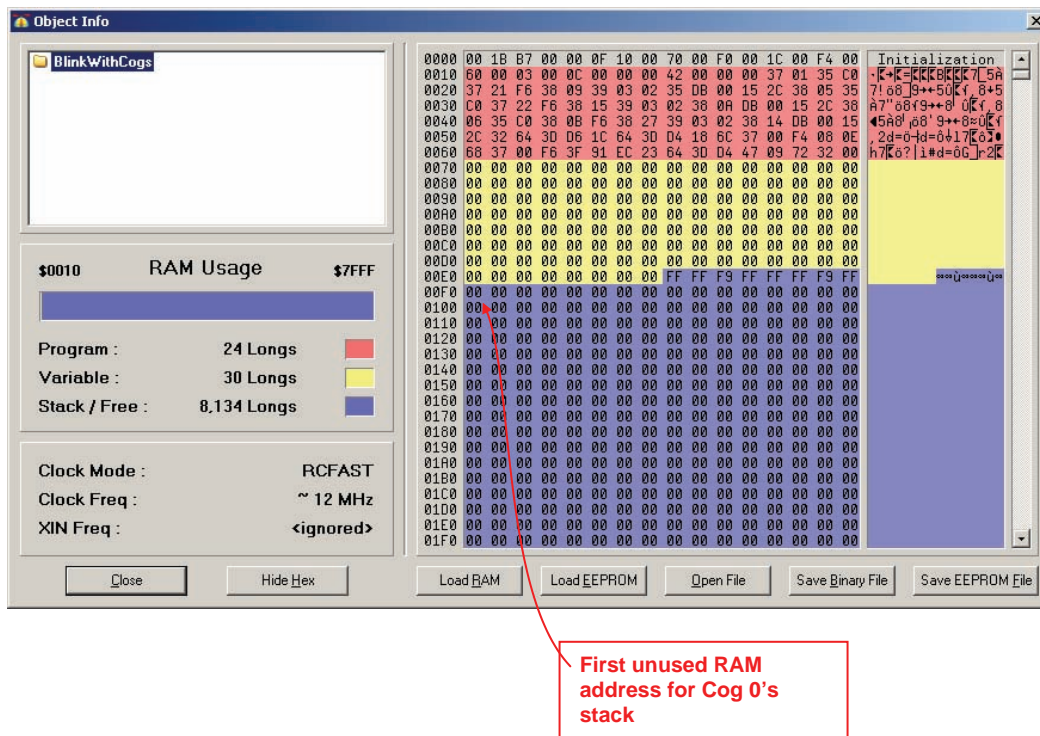 Object Info
BlinkWithCogs
$0010 RAM Usage $7FFF
Program : 24 Longs
Variable : 30 Longs
Stack / Free : 8,134 Longs
Clock Mode : RCFAST
Clock Freq : ~ 12 MHz
XIN Freq : <ignored>
0000 00 1B B7 00 00 0F 10 00 70 00 F0 00 1C 00 F4 00 Initialization
0010 60 00 03 00 0C 00 00 00 42 00 00 00 37 01 35 C0
0020 37 21 F6 38 09 39 03 02 35 DB 00 15 2C 38 05 35
0030 C0 37 22 F6 38 15 39 03 02 38 0A DB 00 15 2C 38
0040 06 35 C0 38 0B F6 38 27 39 03 02 38 14 DB 00 15
0050 2C 32 64 3D D6 1C 64 3D D4 18 6C 37 00 F4 08 0E
0060 68 37 00 F6 3F 91 EC 23 64 3D D4 47 09 72 32 00
0070 00 00 00 00 00 00 00 00 00 00 00 00 00 00 00 00
0080 00 00 00 00 00 00 00 00 00 00 00 00 00 00 00 00
0090 00 00 00 00 00 00 00 00 00 00 00 00 00 00 00 00
00A0 00 00 00 00 00 00 00 00 00 00 00 00 00 00 00 00
00B0 00 00 00 00 00 00 00 00 00 00 00 00 00 00 00 00
00C0 00 00 00 00 00 00 00 00 00 00 00 00 00 00 00 00
00D0 00 00 00 00 00 00 00 00 00 00 00 00 00 00 00 00
00E0 00 00 00 00 00 00 00 00 FF FF F9 FF FF FF F9 FF
00F0 00 00 00 00 00 00 00 00 00 00 00 00 00 00 00 00
0100 00 00 00 00 00 00 00 00 00 00 00 00 00 00 00 00
0110 00 00 00 00 00 00 00 00 00 00 00 00 00 00 00 00
0120 00 00 00 00 00 00 00 00 00 00 00 00 00 00 00 00
0130 00 00 00 00 00 00 00 00 00 00 00 00 00 00 00 00
0140 00 00 00 00 00 00 00 00 00 00 00 00 00 00 00 00
0150 00 00 00 00 00 00 00 00 00 00 00 00 00 00 00 00
0160 00 00 00 00 00 00 00 00 00 00 00 00 00 00 00 00
0170 00 00 00 00 00 00 00 00 00 00 00 00 00 00 00 00
0180 00 00 00 00 00 00 00 00 00 00 00 00 00 00 00 00
0190 00 00 00 00 00 00 00 00 00 00 00 00 00 00 00 00
01A0 00 00 00 00 00 00 00 00 00 00 00 00 00 00 00 00
01B0 00 00 00 00 00 00 00 00 00 00 00 00 00 00 00 00
01C0 00 00 00 00 00 00 00 00 00 00 00 00 00 00 00 00
01D0 00 00 00 00 00 00 00 00 00 00 00 00 00 00 00 00
01E0 00 00 00 00 00 00 00 00 00 00 00 00 00 00 00 00
01F0 00 00 00 00 00 00 00 00 00 00 00 00 00 00 00 00
Close Hide Hex Load RAM Load EEPROM Open File Save Binary File Save EEPROM File
First unused RAM
address for Cog 0’s
stack